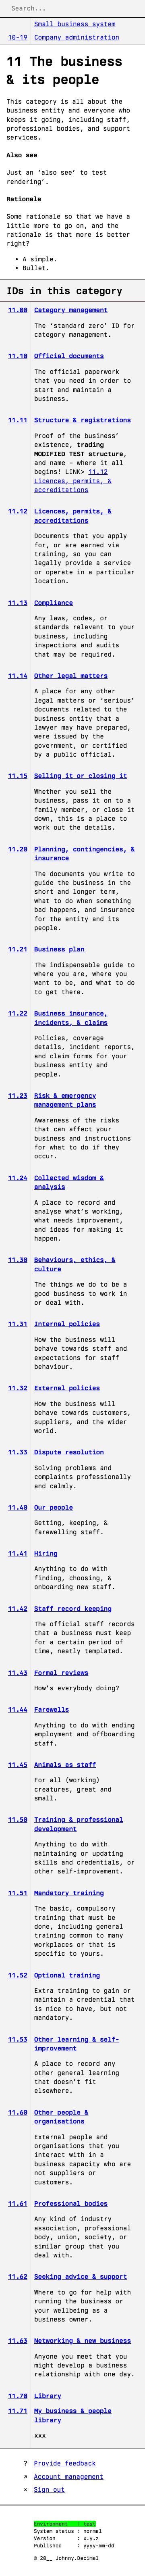 Search...
Small business system
10-19 Company administration
11 The business
& its people
This category is all about the
business entity and everyone who
keeps it going, including staff,
professional bodies, and support
services.
Also see
Just an ‘also see’ to test
rendering’.
Rationale
Some rationale so that we have a
little more to go on, and the
rationale is that more is better
right?
• A simple.
• Bullet.
IDs in this category
11.00 Category management
The ‘standard zero’ ID for
category management.
11.10 Official documents
The official paperwork
that you need in order to
start and maintain a
business.
11.11 Structure & registrations
Proof of the business’
existence, trading
MODIFIED TEST structure,
and name – where it all
begins! LINK> 11.12
Licences, permits, &
accreditations
11.12 Licences, permits, &
accreditations
Documents that you apply
for, or are earned via
training, so you can
legally provide a service
or operate in a particular
location.
11.13 Compliance
Any laws, codes, or
standards relevant to your
business, including
inspections and audits
that may be required.
11.14 Other legal matters
A place for any other
legal matters or ‘serious’
documents related to the
business entity that a
lawyer may have prepared,
were issued by the
government, or certified
by a public official.
11.15 Selling it or closing it
Whether you sell the
business, pass it on to a
family member, or close it
down, this is a place to
work out the details.
11.20 Planning, contingencies, &
insurance
The documents you write to
guide the business in the
short and longer term,
what to do when something
bad happens, and insurance
for the entity and its
people.
11.21 Business plan
The indispensable guide to
who you are, where you
want to be, and what to do
to get there.
11.22 Business insurance,
incidents, & claims
Policies, coverage
details, incident reports,
and claim forms for your
business entity and
people.
11.23 Risk & emergency
management plans
Awareness of the risks
that can affect your
business and instructions
for what to do if they
occur.
11.24 Collected wisdom &
analysis
A place to record and
analyse what’s working,
what needs improvement,
and ideas for making it
happen.
11.30 Behaviours, ethics, &
culture
The things we do to be a
good business to work in
or deal with.
11.31 Internal policies
How the business will
behave towards staff and
expectations for staff
behaviour.
11.32 External policies
How the business will
behave towards customers,
suppliers, and the wider
world.
11.33 Dispute resolution
Solving problems and
complaints professionally
and calmly.
11.40 Our people
Getting, keeping, &
farewelling staff.
11.41 Hiring
Anything to do with
finding, choosing, &
onboarding new staff.
11.42 Staff record keeping
The official staff records
that a business must keep
for a certain period of
time, neatly templated.
11.43 Formal reviews
How’s everybody doing?
11.44 Farewells
Anything to do with ending
employment and offboarding
staff.
11.45 Animals as staff
For all (working)
creatures, great and
small.
11.50 Training & professional
development
Anything to do with
maintaining or updating
skills and credentials, or
other self-improvement.
11.51 Mandatory training
The basic, compulsory
training that must be
done, including general
training common to many
workplaces or that is
specific to yours.
11.52 Optional training
Extra training to gain or
maintain a credential that
is nice to have, but not
mandatory.
11.53 Other learning & self-
improvement
A place to record any
other general learning
that doesn’t fit
elsewhere.
11.60 Other people &
organisations
External people and
organisations that you
interact with in a
business capacity who are
not suppliers or
customers.
11.61 Professional bodies
Any kind of industry
association, professional
body, union, society, or
similar group that you
deal with.
11.62 Seeking advice & support
Where to go for help with
running the business or
your wellbeing as a
business owner.
11.63 Networking & new business
Anyone you meet that you
might develop a business
relationship with one day.
11.70 Library
11.71 My business & people
library
xxx
? Provide feedback
↗ Account management
× Sign out
Environment : test
System status : normal
Version : x.y.z
Published : yyyy-mm-dd
© 20__ Johnny.Decimal